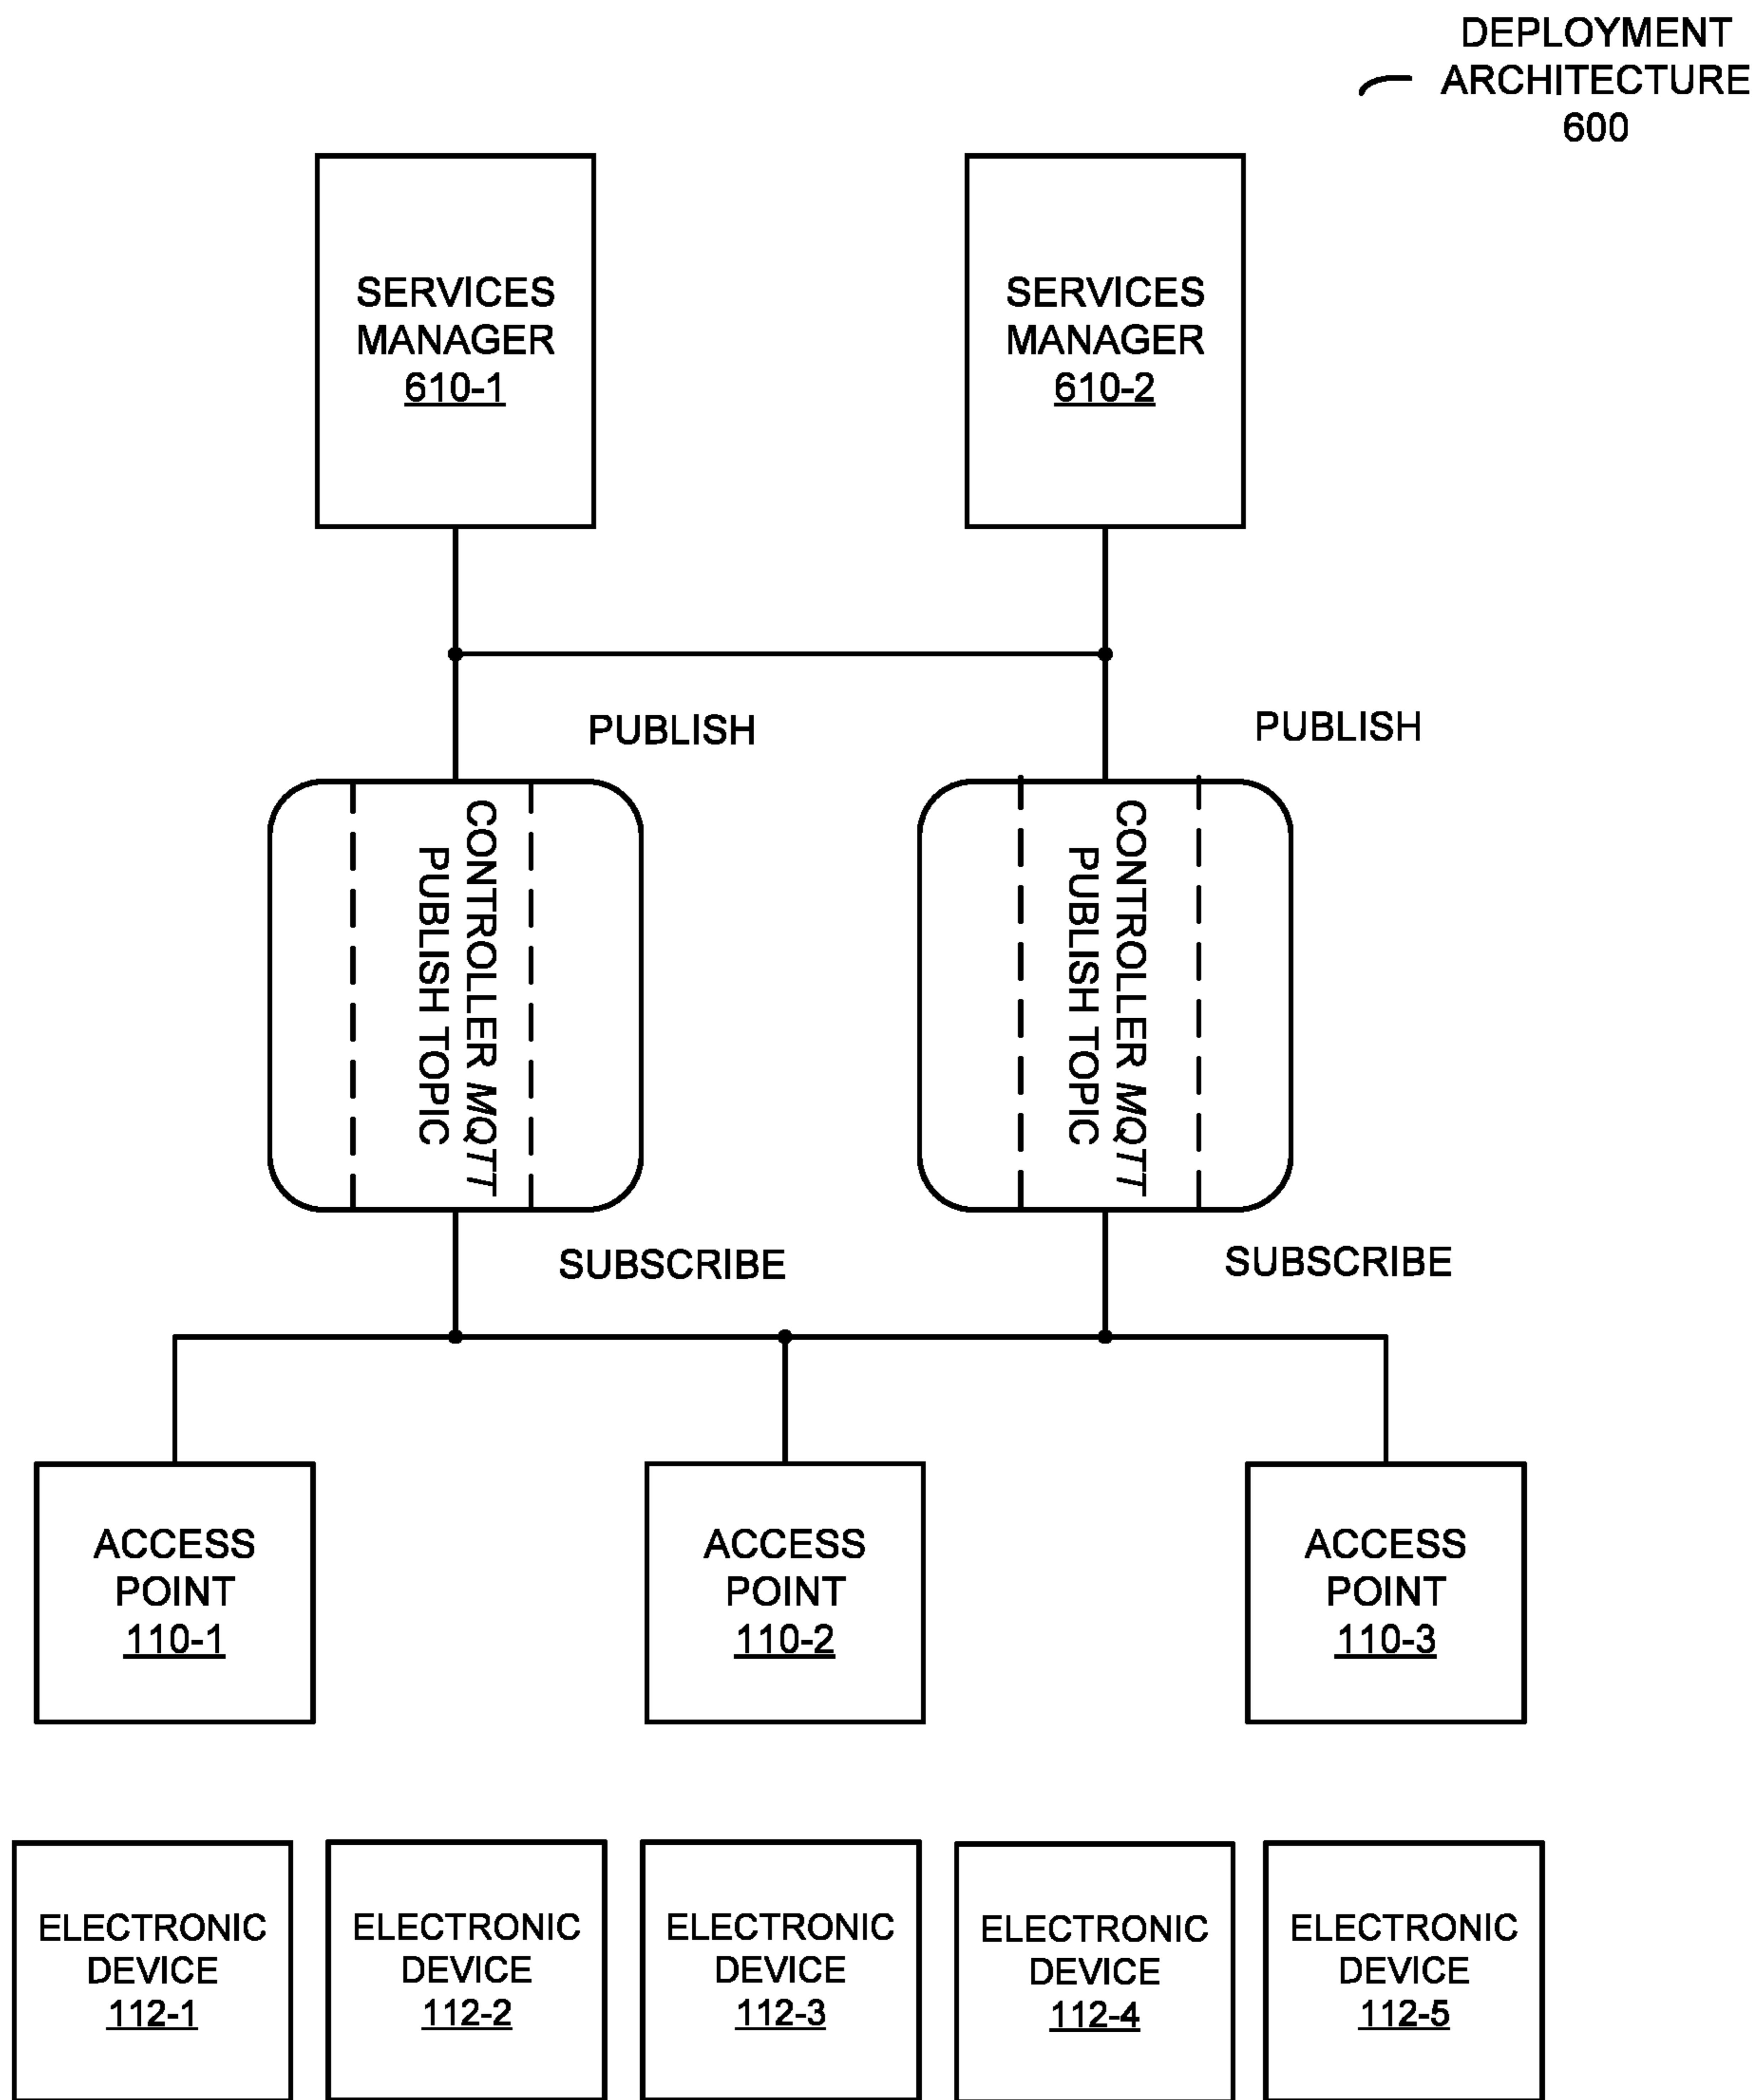 DEPLOYMENT
ARCHITECTURE
600
SERVICES
MANAGER
610-1
SERVICES
MANAGER
610-2
PUBLISH
PUBLISH
CONTROLLER MQTT
PUBLISH TOPIC
CONTROLLER MQTT
PUBLISH TOPIC
SUBSCRIBE
SUBSCRIBE
ACCESS
POINT
110-1
ACCESS
POINT
110-2
ACCESS
POINT
110-3
ELECTRONIC
DEVICE
112-1
ELECTRONIC
DEVICE
112-2
ELECTRONIC
DEVICE
112-3
ELECTRONIC
DEVICE
112-4
ELECTRONIC
DEVICE
112-5